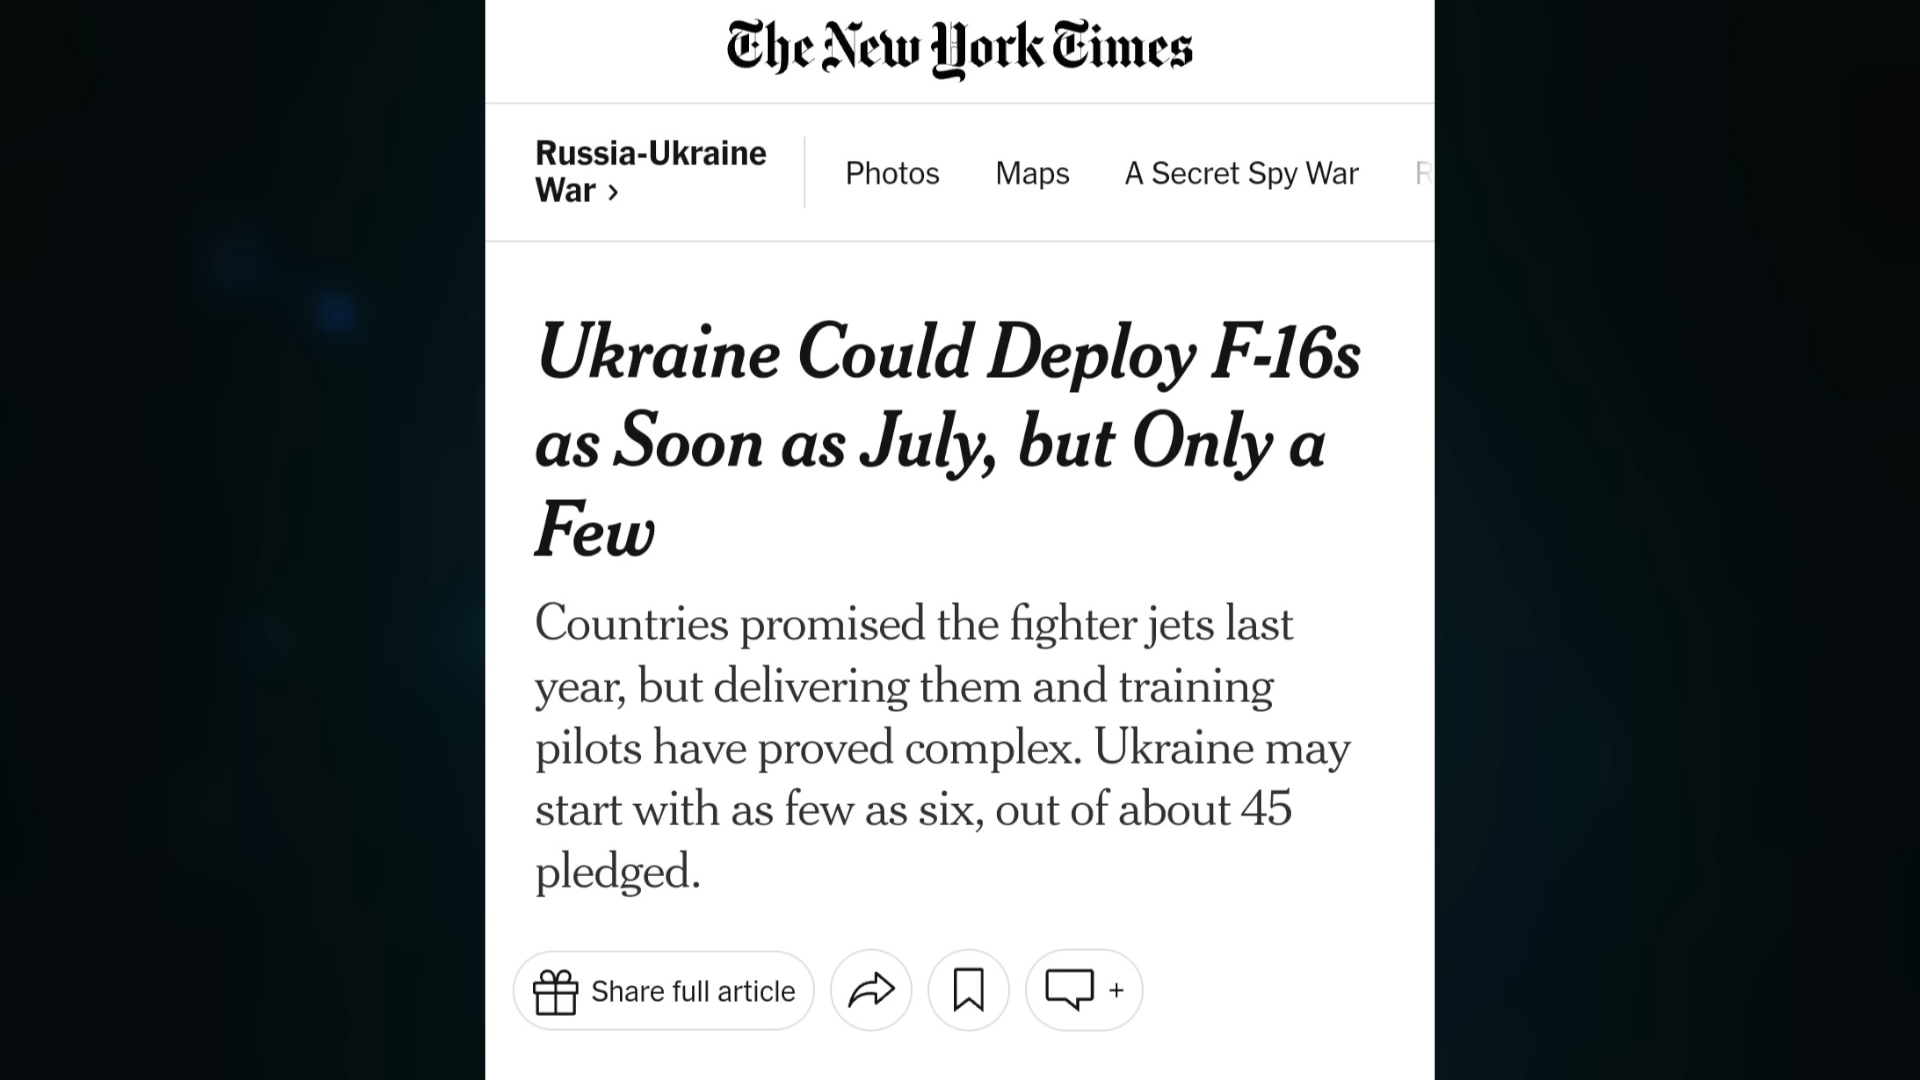 The New York Times
Russia-Ukraine
War ›
Photos
Maps
A Secret Spy War
Ukraine Could Deploy F-16s
as Soon as July, but Only a
Few
Countries promised the fighter jets last
year, but delivering them and training
pilots have proved complex. Ukraine may
start with as few as six, out of about 45
pledged.
Share full article
+